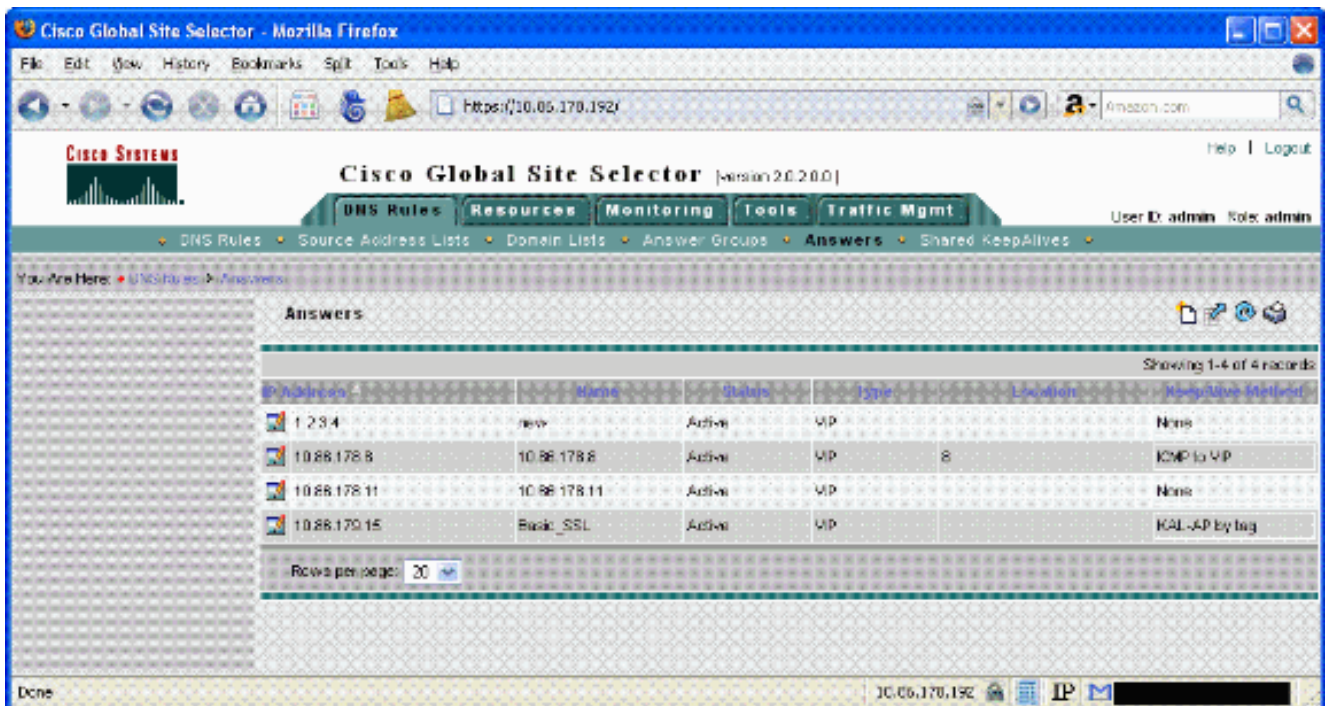 Cisco Global Site Selector - Mozilla Firefox
File Edit View History Bookmarks Split Tools Help
https://10.86.178.192/
Amazon.com
CISCO SYSTEMS
Cisco Global Site Selector [version 2.0.2.0.0]
Help | Logout
DNS Rules Resources Monitoring Tools Traffic Mgmt
User ID: admin Role: admin
DNS Rules Source Address Lists Domain Lists Answer Groups Answers Shared KeepAlives
You Are Here: DNS Rules > Answers
Answers
Showing 1-4 of 4 records
IP Address Name Status Type Location KeepAlive Method
1.2.3.4 new Active VIP None
10.86.178.8 10.86.178.8 Active VIP 8 ICMP to VIP
10.86.178.11 10.86.178.11 Active VIP None
10.86.179.15 Basic_SSL Active VIP KAL-AP by tag
Rows per page: 20
Done
10.86.178.192
IP